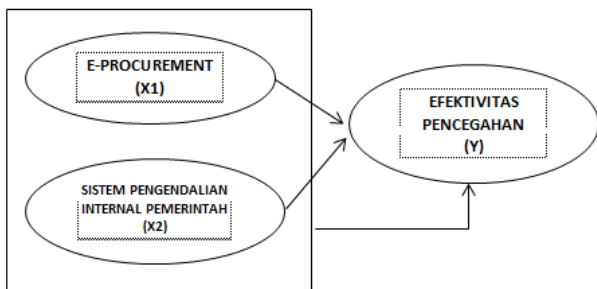 E-PROCUREMENT
(X1)
EFEKTIVITAS
PENCEGAHAN
(Y)
SISTEM PENGENDALIAN
INTERNAL PEMERINTAH
(X2)